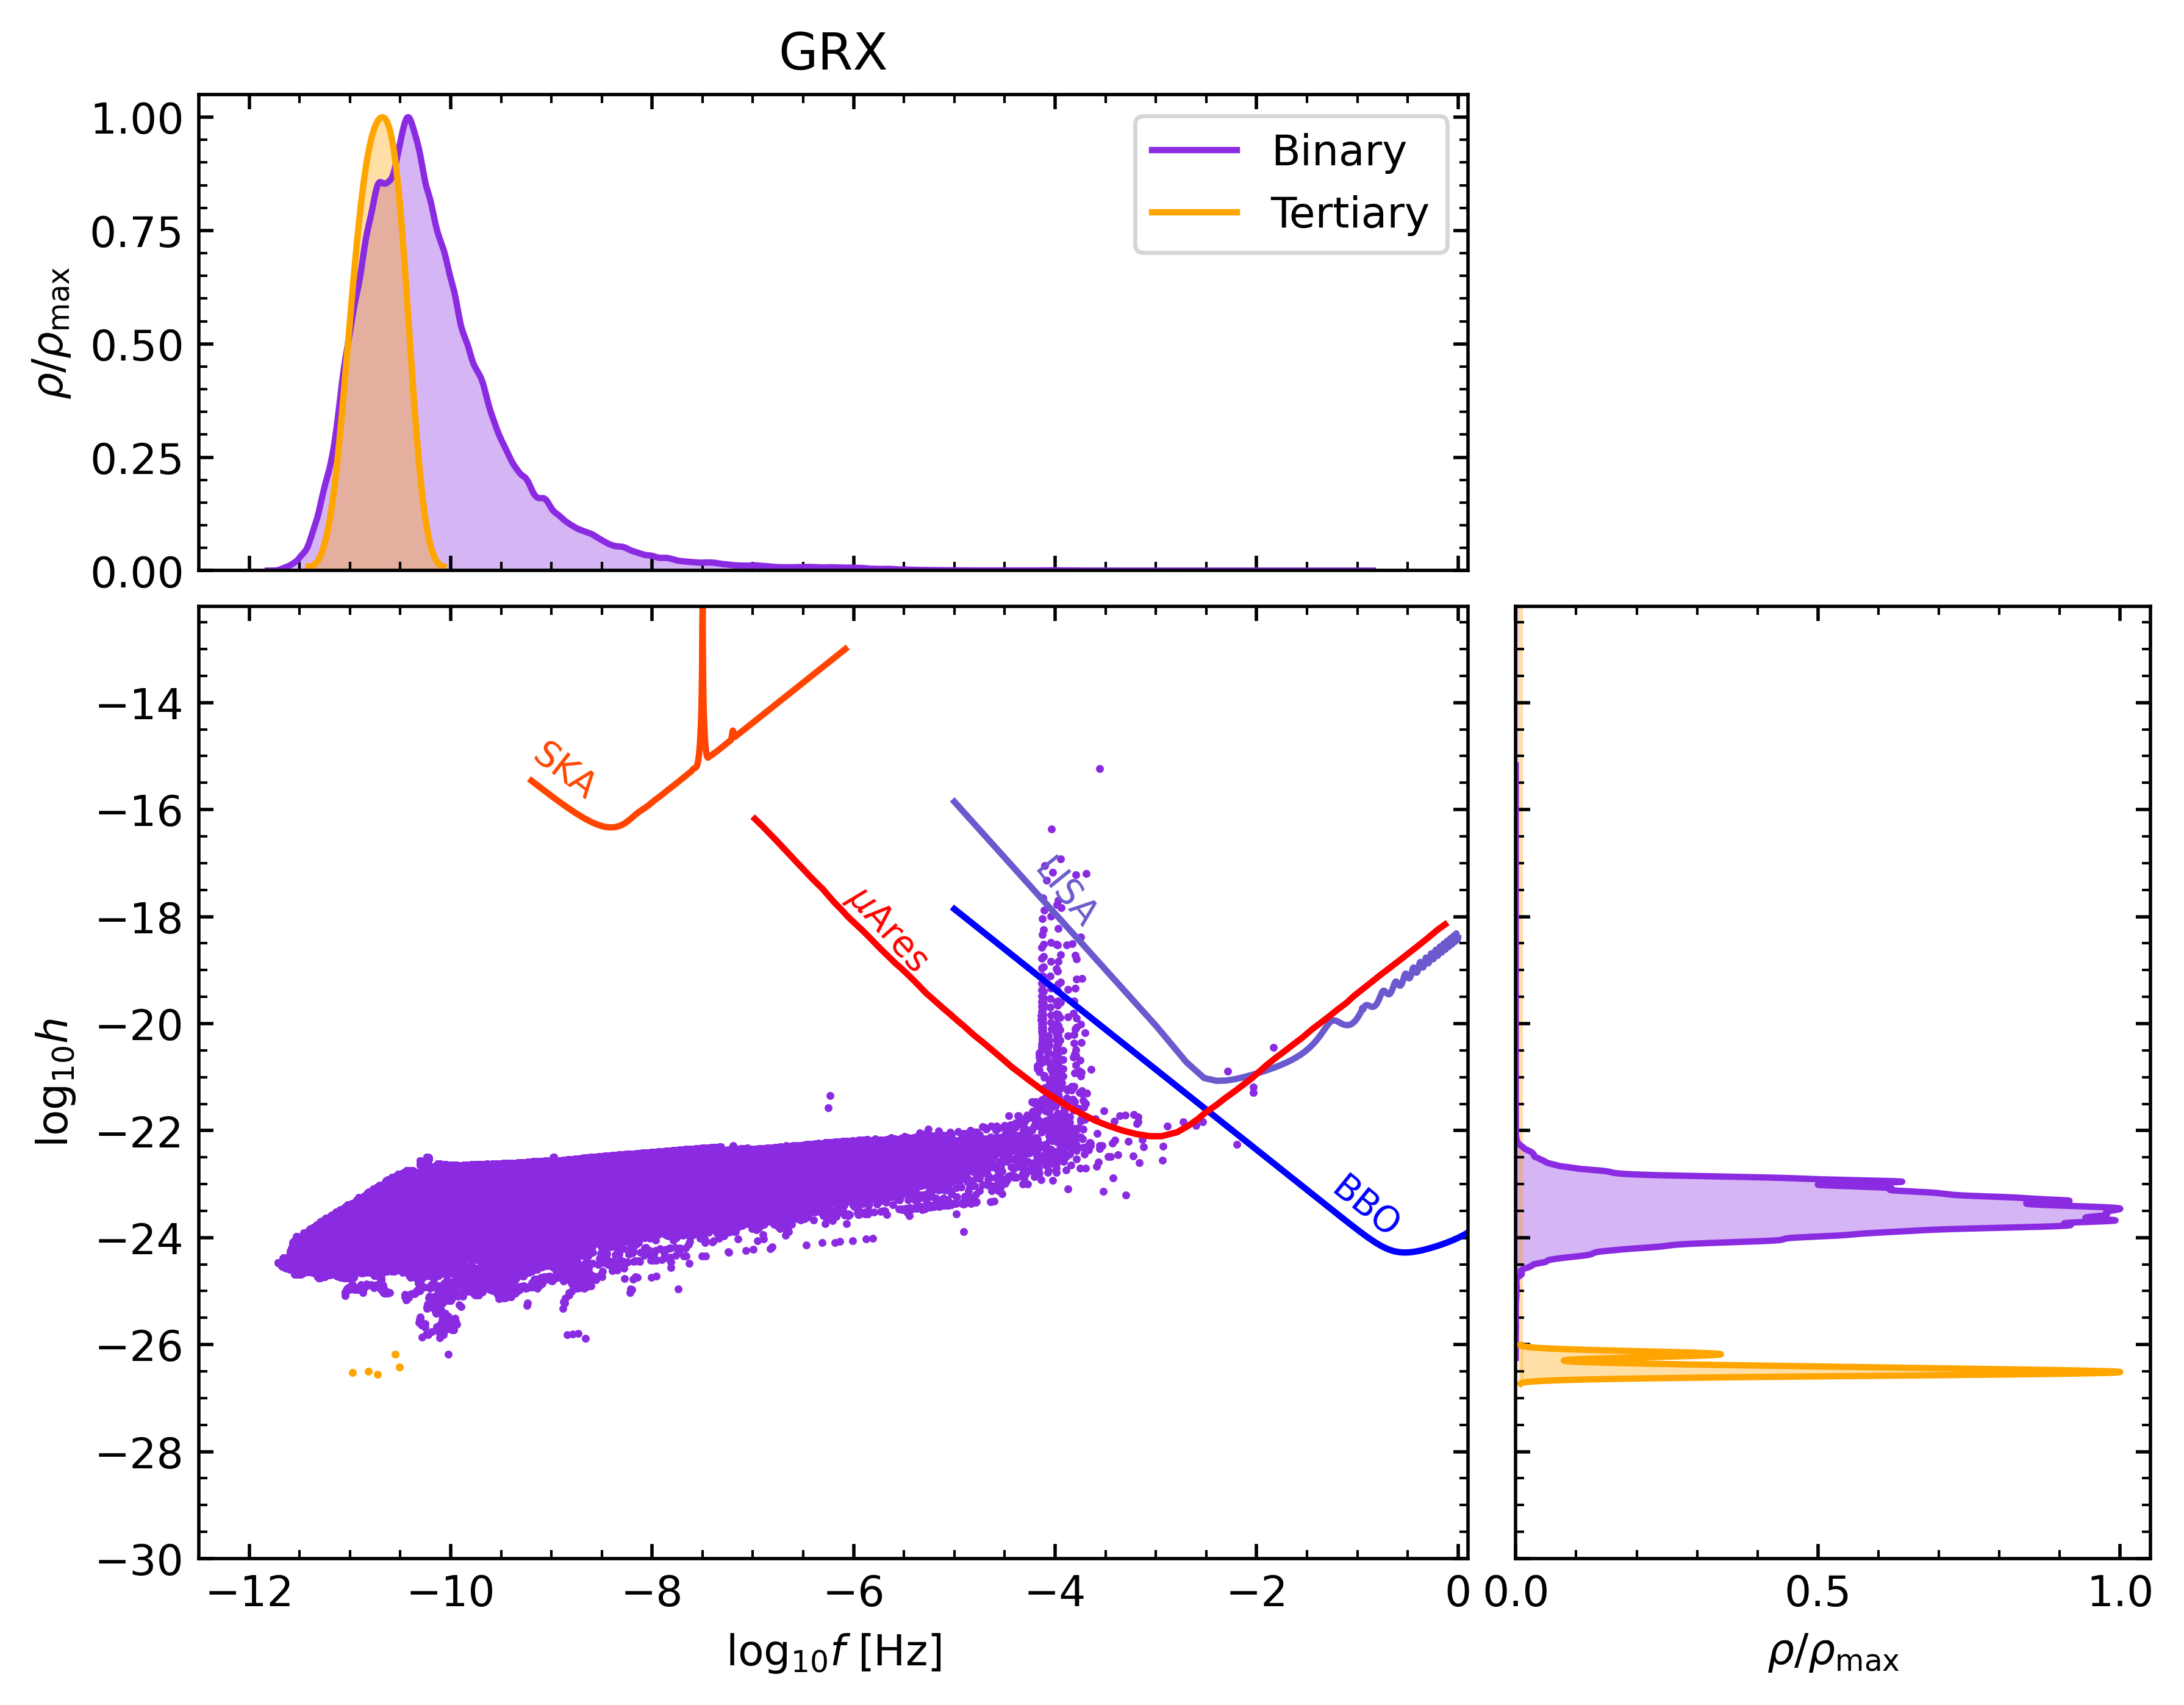 GRX
1.00
0.75
0.50
0.25
0.00
ρ/ρmax
Binary
Tertiary
−14
−16
−18
−20
−22
−24
−26
−28
−30
log10h
SKA
μAres
LISA
BBO
−12 −10 −8 −6 −4 −2 0
log10f [Hz]
0.0 0.5 1.0
ρ/ρmax